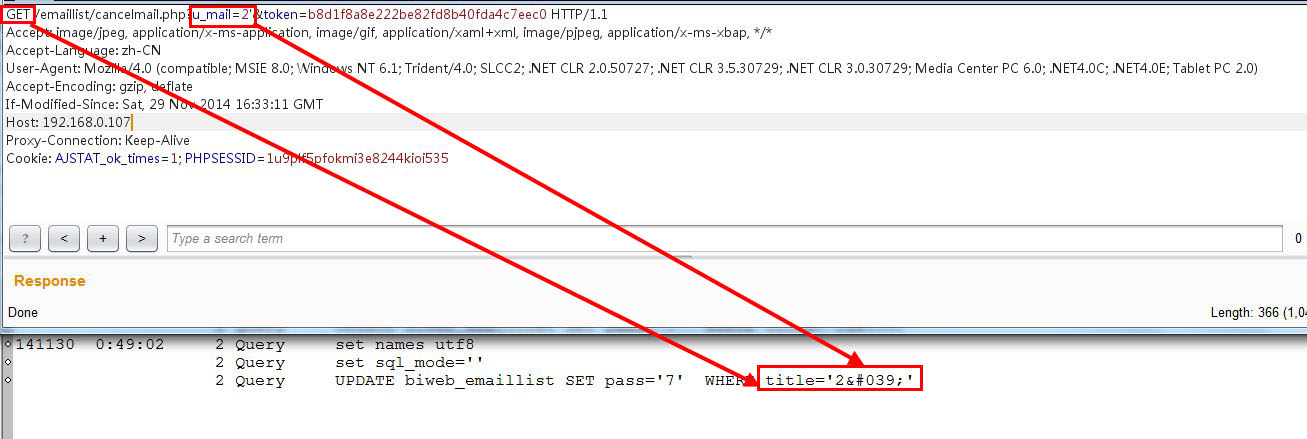 GET /emaillist/cancelmail.php?u_mail=2'&token=b8d1f8a8e222be82fd8b40fda4c7eec0 HTTP/1.1
Accept: image/jpeg, application/x-ms-application, image/gif, application/xaml+xml, image/pjpeg, application/x-ms-xbap, */*
Accept-Language: zh-CN
User-Agent: Mozilla/4.0 (compatible; MSIE 8.0; Windows NT 6.1; Trident/4.0; SLCC2; .NET CLR 2.0.50727; .NET CLR 3.5.30729; .NET CLR 3.0.30729; Media Center PC 6.0; .NET4.0C; .NET4.0E; Tablet PC 2.0)
Accept-Encoding: gzip, deflate
If-Modified-Since: Sat, 29 Nov 2014 16:33:11 GMT
Host: 192.168.0.107
Proxy-Connection: Keep-Alive
Cookie: AJSTAT_ok_times=1; PHPSESSID=1u9plf5pfokmi3e8244kioi535
? < + > Type a search term 0
Response
Done Length: 366 (1,04
141130 0:49:02 2 Query set names utf8
2 Query set sql_mode=''
2 Query UPDATE biweb_emaillist SET pass='7' WHERE title='2&#039;'